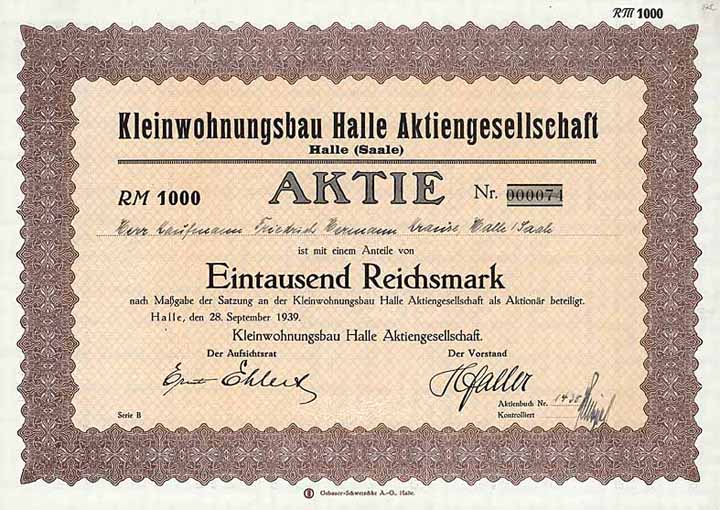 RM 1000
Kleinwohnungsbau Halle Aktiengesellschaft
Halle (Saale)
RM 1000 AKTIE Nr. 000074
Herr Kaufmann Friedrich Hermann Krause, Halle/Saale
ist mit einem Anteile von
Eintausend Reichsmark
nach Maßgabe der Satzung an der Kleinwohnungsbau Halle Aktiengesellschaft als Aktionär beteiligt.
Halle, den 28. September 1939.
Kleinwohnungsbau Halle Aktiengesellschaft.
Der Aufsichtsrat Der Vorstand
Ernst Ehlert
Aktienbuch Nr.
Serie B Kontrolliert
Gebauer-Schwetschke A.-G., Halle.